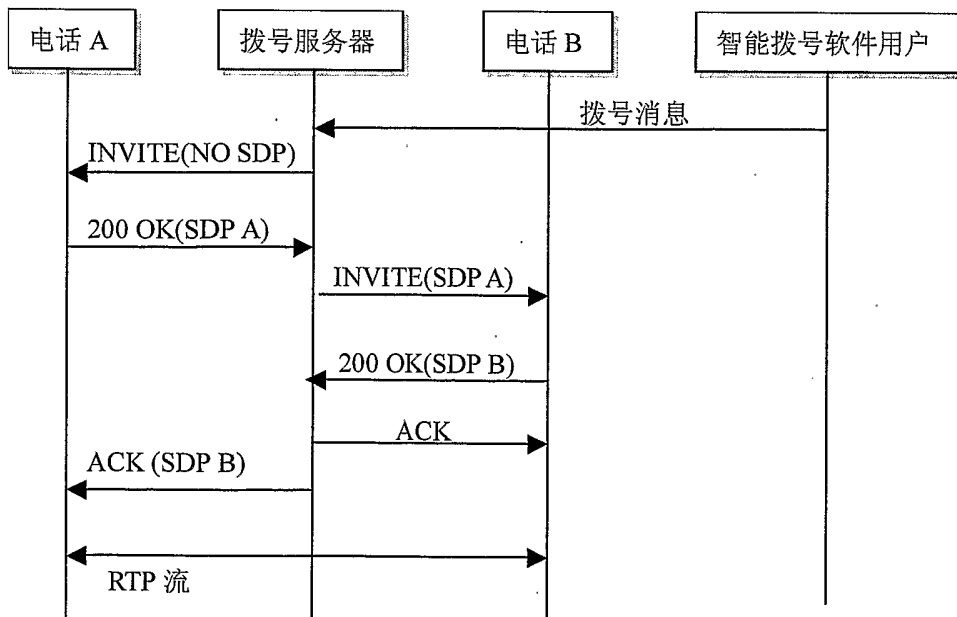 电话 A
拨号服务器
电话 B
智能拨号软件用户
拨号消息
INVITE(NO SDP)
200 OK(SDP A)
INVITE(SDP A)
200 OK(SDP B)
ACK
ACK (SDP B)
RTP 流